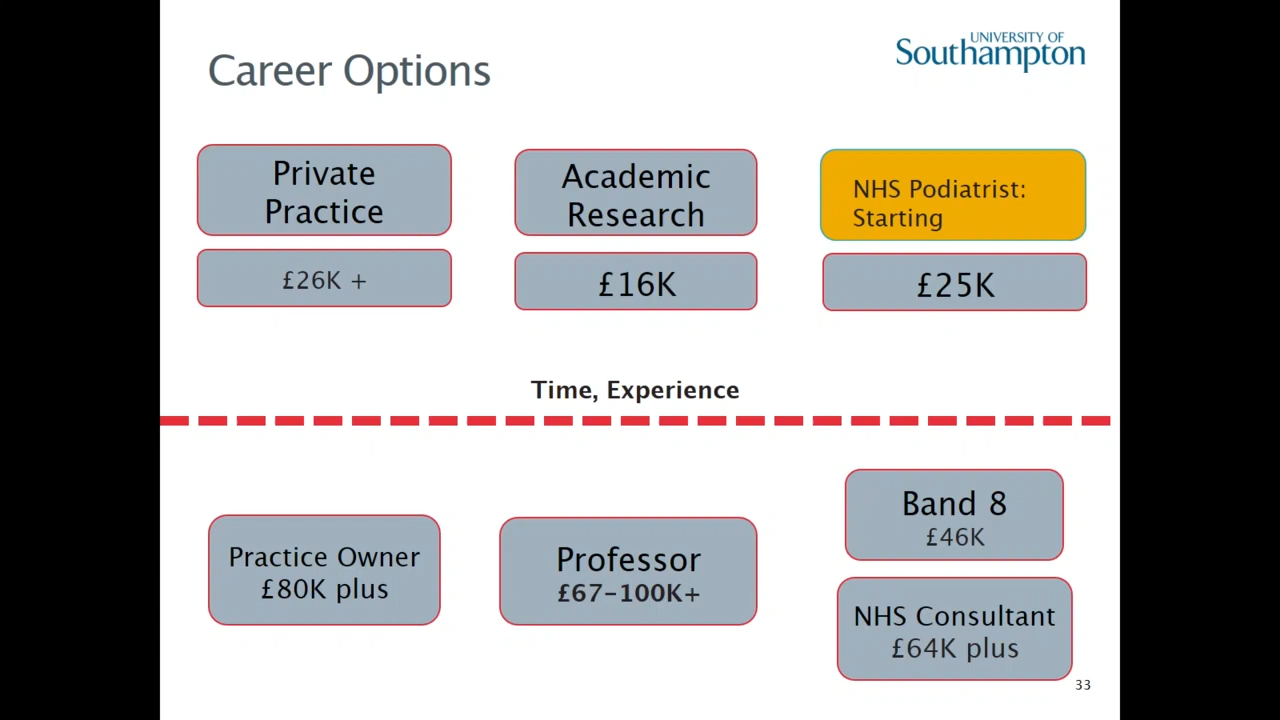 Career Options
UNIVERSITY OF
Southampton
Private
Practice
Academic
Research
NHS Podiatrist:
Starting
£26K +
£16K
£25K
Time, Experience
Practice Owner
£80K plus
Professor
£67-100K+
Band 8
£46K
NHS Consultant
£64K plus
33